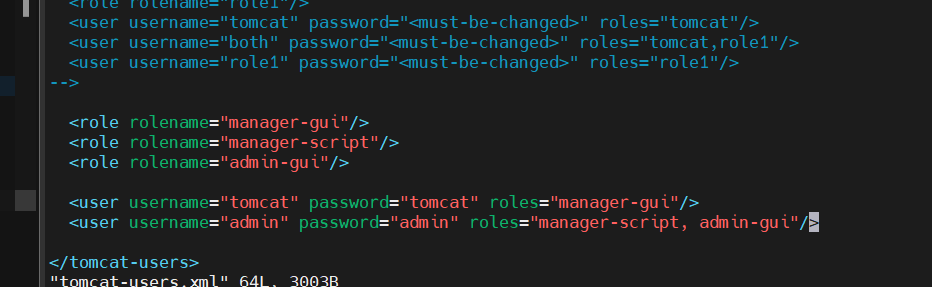 <role rolename="role1"/>
<user username="tomcat" password="<must-be-changed>" roles="tomcat"/>
<user username="both" password="<must-be-changed>" roles="tomcat,role1"/>
<user username="role1" password="<must-be-changed>" roles="role1"/>
-->
<role rolename="manager-gui"/>
<role rolename="manager-script"/>
<role rolename="admin-gui"/>
<user username="tomcat" password="tomcat" roles="manager-gui"/>
<user username="admin" password="admin" roles="manager-script, admin-gui"/>
</tomcat-users>
"tomcat-users.xml" 64L, 3003B